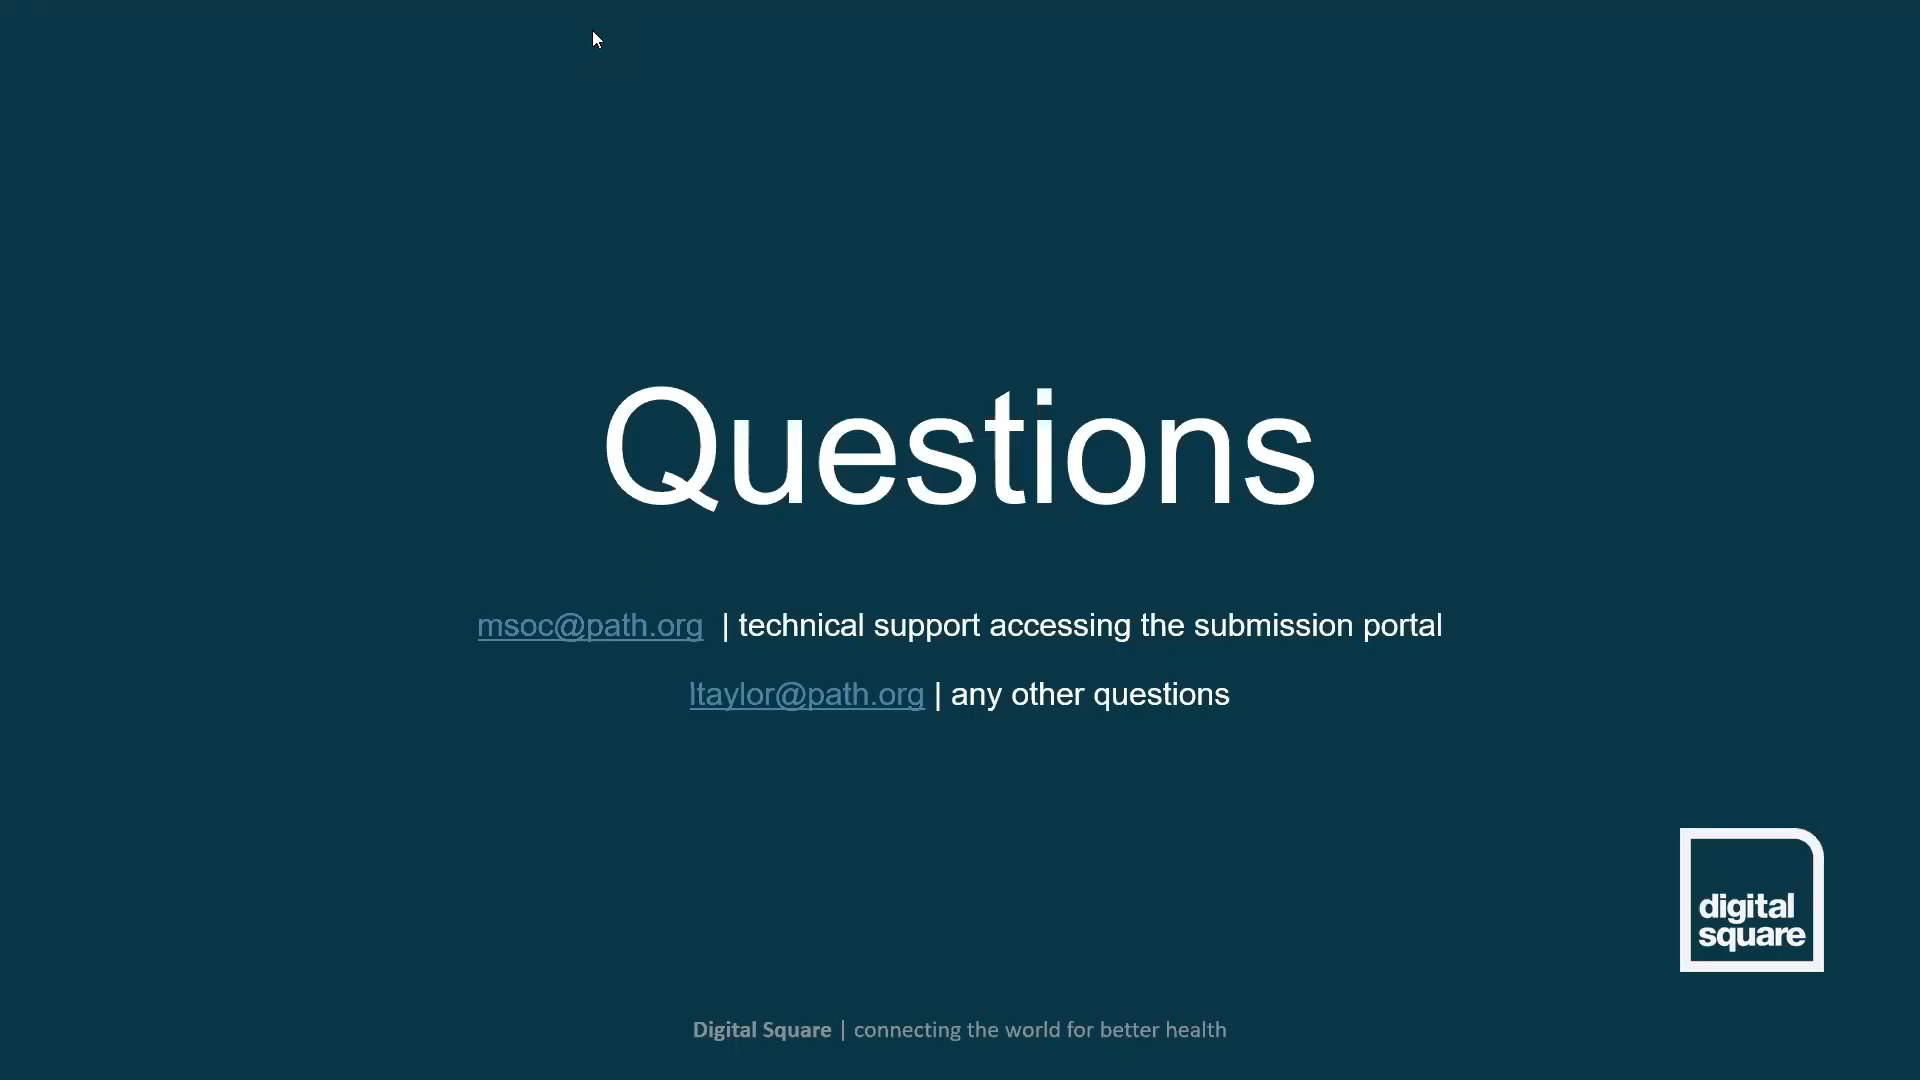 Questions
msoc@path.org | technical support accessing the submission portal
ltaylor@path.org | any other questions
digital
square
Digital Square | connecting the world for better health